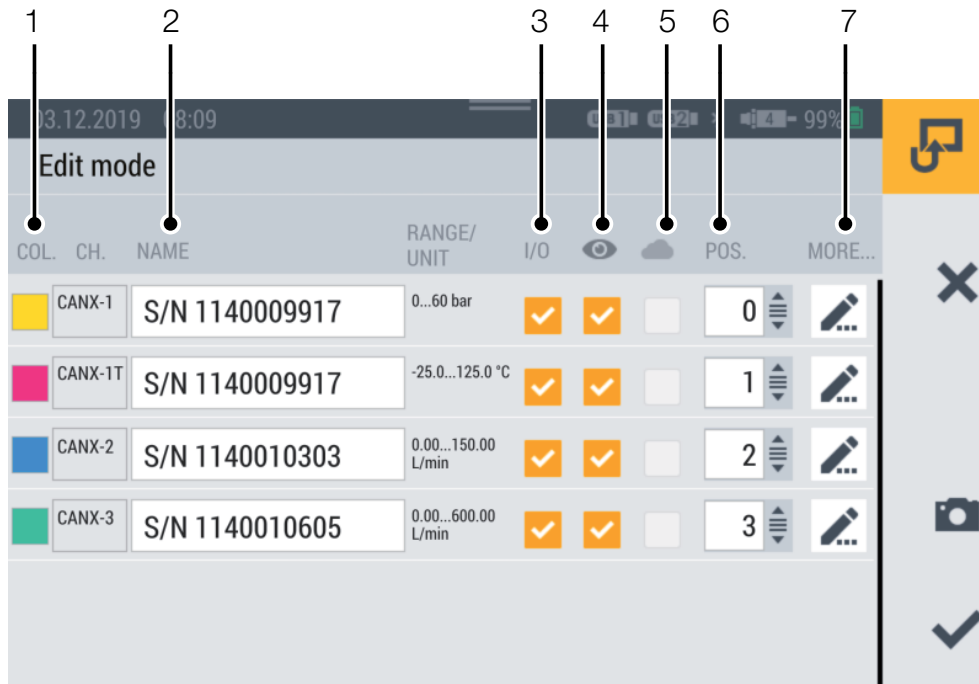 1 2 3 4 5 6 7
03.12.2019 08:09 4 99%
Edit mode
COL. CH. NAME RANGE/ UNIT I/O POS. MORE...
CANX-1 S/N 1140009917 0...60 bar 0
CANX-1T S/N 1140009917 -25.0...125.0 °C 1
CANX-2 S/N 1140010303 0.00...150.00 L/min 2
CANX-3 S/N 1140010605 0.00...600.00 L/min 3